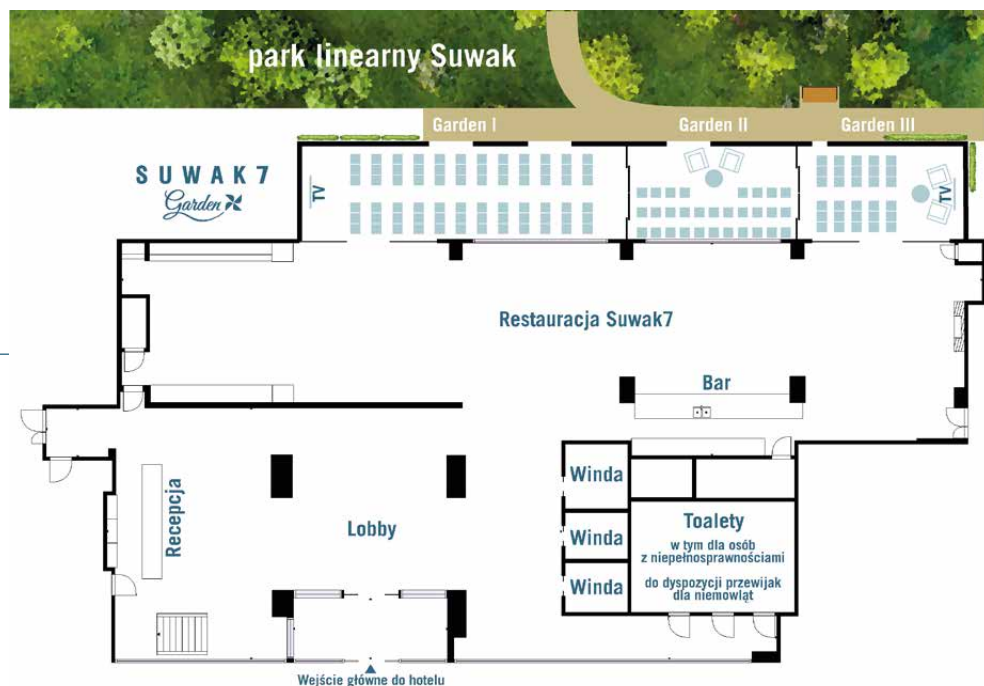 park linearny Suwak
Garden I
Garden II
Garden III
SUWAK7
Garden
TV
TV
Restauracja Suwak7
Bar
Winda
Winda
Winda
Recepcja
Lobby
Toalety
w tym dla osób
z niepełnosprawnościami
do dyspozycji przewijak
dla niemowląt
Wejście główne do hotelu